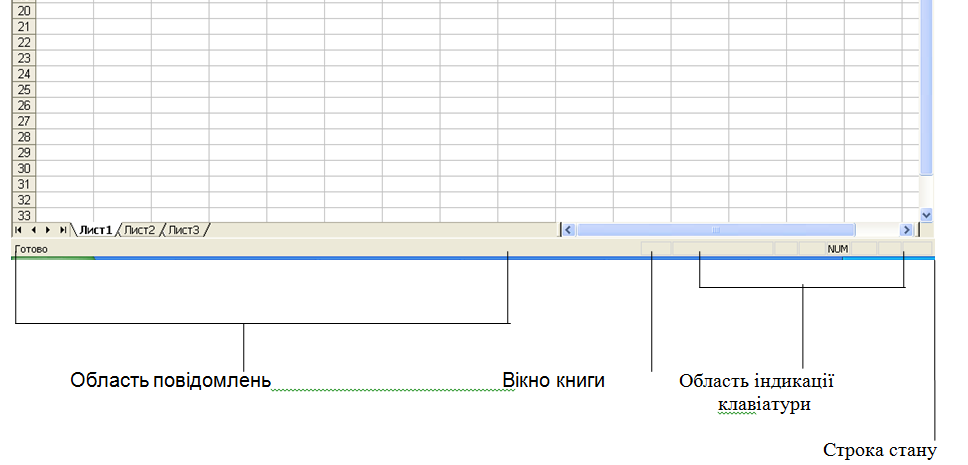 20
21
22
23
24
25
26
27
28
29
30
31
32
33
Лист1 Лист2 Лист3
Готово NUM
Область повідомлень Вікно книги Область індикації
клавіатури
Строка стану